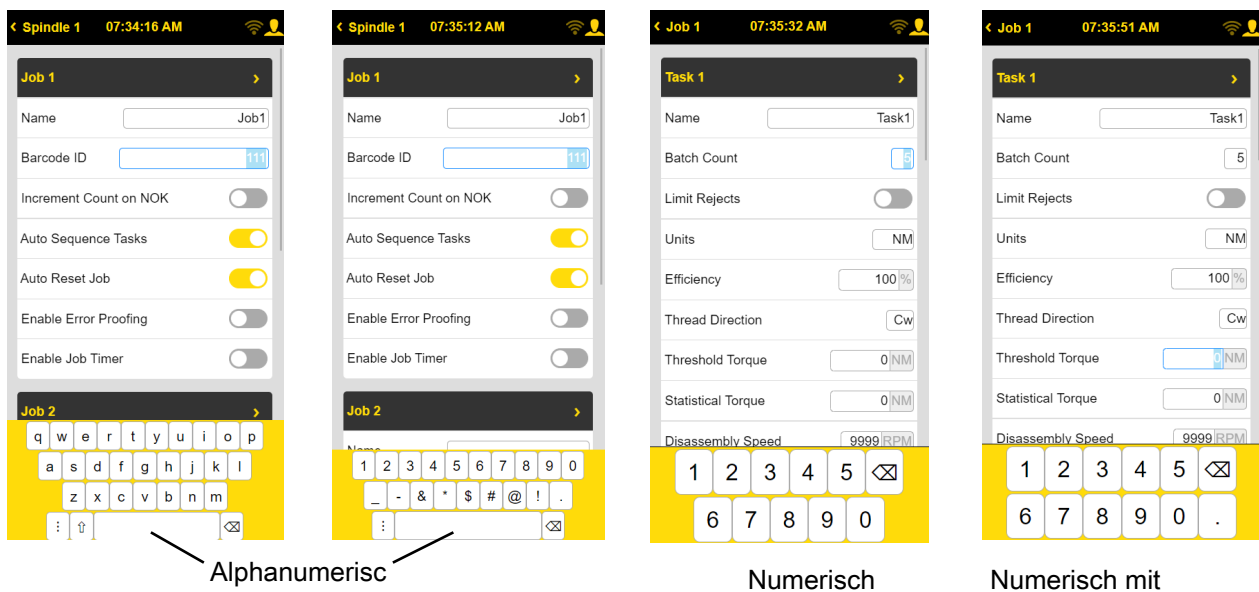 < Spindle 1 07:34:16 AM
Job 1 >
Name Job1
Barcode ID 111
Increment Count on NOK
Auto Sequence Tasks
Auto Reset Job
Enable Error Proofing
Enable Job Timer
Job 2 >
q w e r t y u i o p
a s d f g h j k l
z x c v b n m
⋮ ⇧ ⌫
< Spindle 1 07:35:12 AM
Job 1 >
Name Job1
Barcode ID 111
Increment Count on NOK
Auto Sequence Tasks
Auto Reset Job
Enable Error Proofing
Enable Job Timer
Job 2 >
Name
1 2 3 4 5 6 7 8 9 0
_ - & * $ # @ ! .
⋮ ⌫
Alphanumerisc
< Job 1 07:35:32 AM
Task 1 >
Name Task1
Batch Count 5
Limit Rejects
Units NM
Efficiency 100 %
Thread Direction Cw
Threshold Torque 0 NM
Statistical Torque 0 NM
Disassembly Speed 9999 RPM
1 2 3 4 5 ⌫
6 7 8 9 0
Numerisch
< Job 1 07:35:51 AM
Task 1 >
Name Task1
Batch Count 5
Limit Rejects
Units NM
Efficiency 100 %
Thread Direction Cw
Threshold Torque 0 NM
Statistical Torque 0 NM
Disassembly Speed 9999 RPM
1 2 3 4 5 ⌫
6 7 8 9 0 .
Numerisch mit